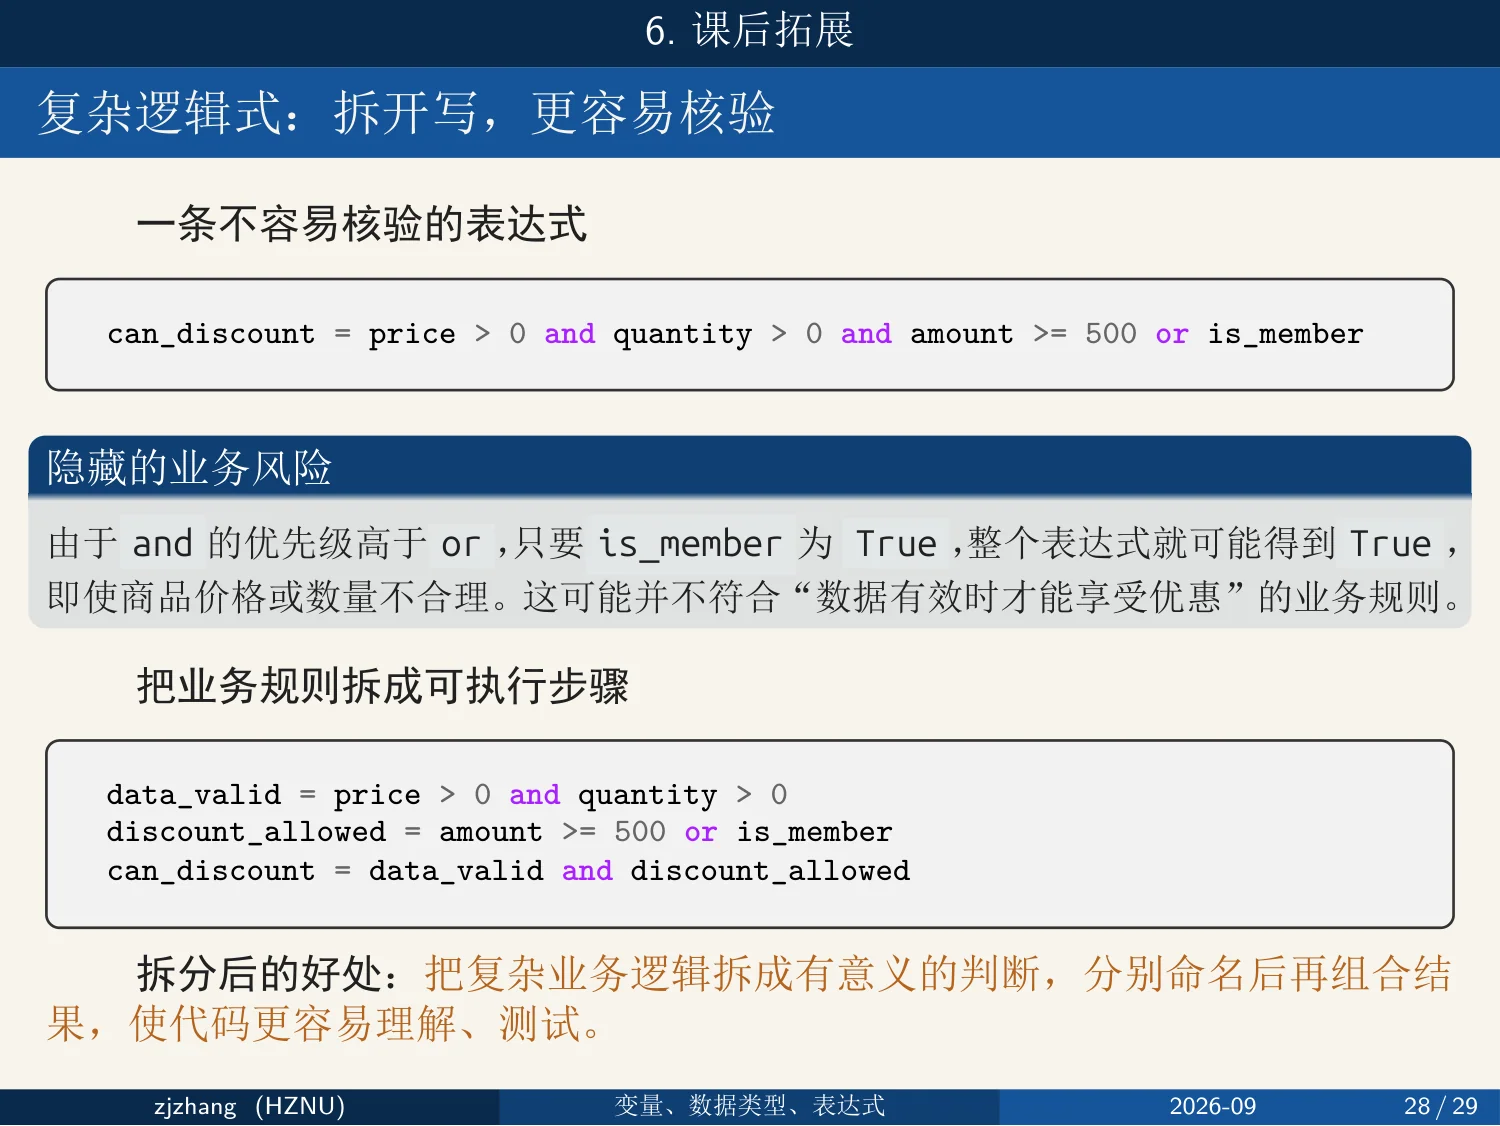 6. 课后拓展
复杂逻辑式：拆开写，更容易核验
一条不容易核验的表达式
can_discount = price > 0 and quantity > 0 and amount >= 500 or is_member
隐藏的业务风险
由于 and 的优先级高于 or ，只要 is_member 为 True ，整个表达式就可能得到 True ，
即使商品价格或数量不合理。这可能并不符合“数据有效时才能享受优惠”的业务规则。
把业务规则拆成可执行步骤
data_valid = price > 0 and quantity > 0
discount_allowed = amount >= 500 or is_member
can_discount = data_valid and discount_allowed
拆分后的好处：把复杂业务逻辑拆成有意义的判断，分别命名后再组合结
果，使代码更容易理解、测试。
zjzhang (HZNU) 变量、数据类型、表达式 2026-09 28 / 29